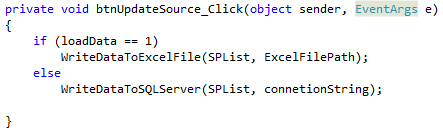 private void btnUpdateSource_Click(object sender, EventArgs e)
{
    if (loadData == 1)
        WriteDataToExcelFile(SPList, ExcelFilePath);
    else
        WriteDataToSQLServer(SPList, connetionString);
}